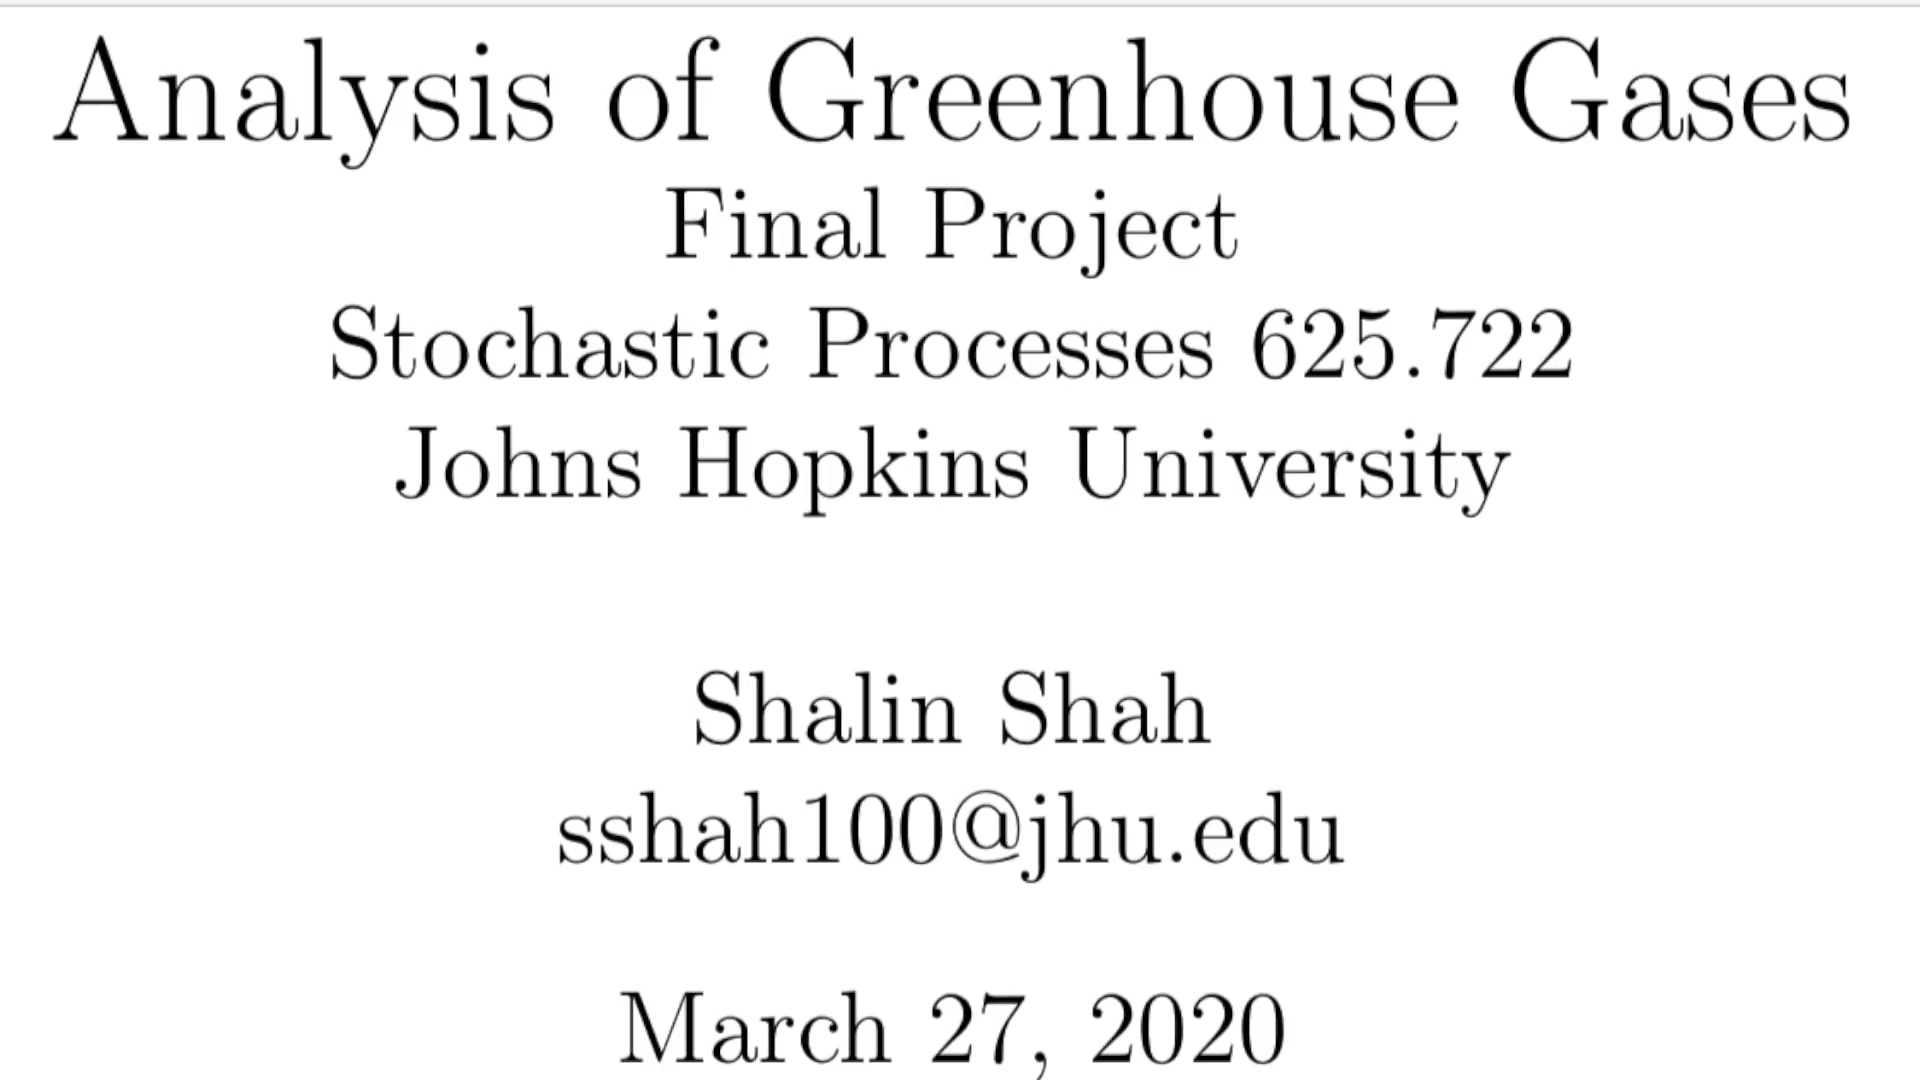 Analysis of Greenhouse Gases
Final Project
Stochastic Processes 625.722
Johns Hopkins University
Shalin Shah
sshah100@jhu.edu
March 27, 2020